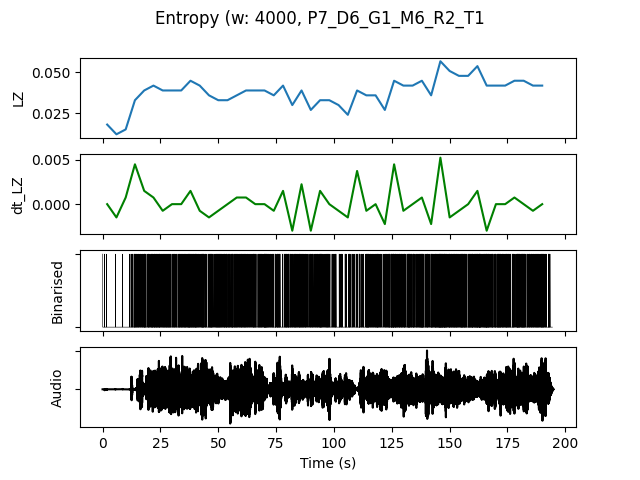 Entropy (w: 4000, P7_D6_G1_M6_R2_T1
0.050
0.025
LZ
0.005
0.000
dt_LZ
Binarised
Audio
0 25 50 75 100 125 150 175 200
Time (s)